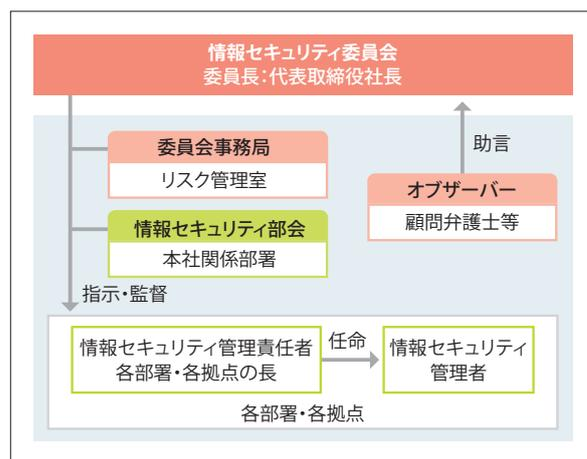 情報セキュリティ委員会
委員長：代表取締役社長
委員会事務局
リスク管理室
助言
オブザーバー
顧問弁護士等
情報セキュリティ部会
本社関係部署
指示・監督
情報セキュリティ管理責任者
各部署・各拠点の長
任命
情報セキュリティ
管理者
各部署・各拠点